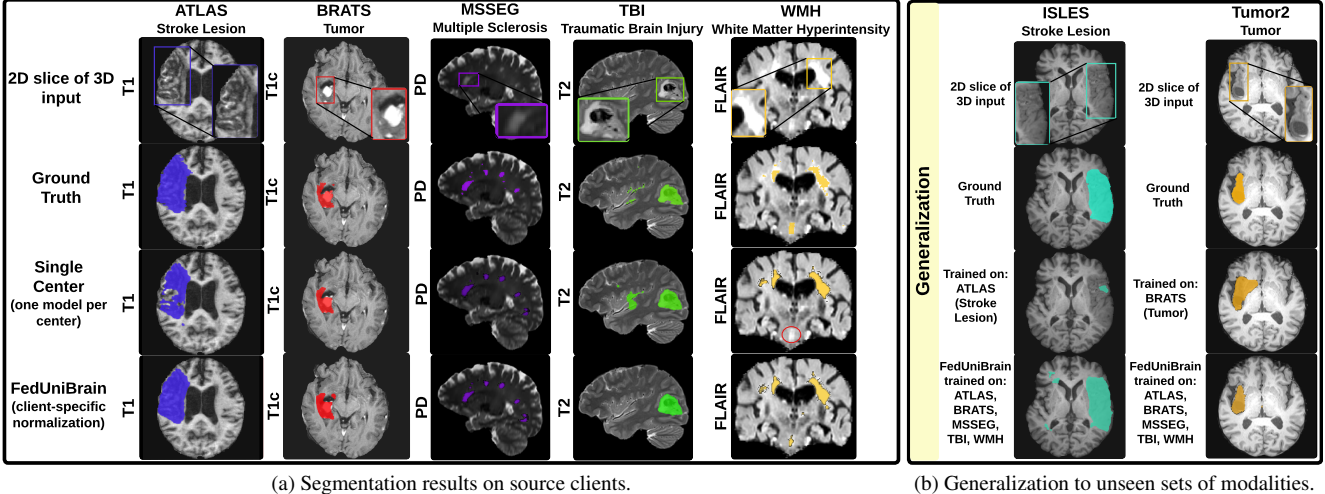 ATLAS
Stroke Lesion
BRATS
Tumor
MSSEG
Multiple Sclerosis
TBI
Traumatic Brain Injury
WMH
White Matter Hyperintensity
2D slice of 3D
input
T1
T1c
PD
T2
FLAIR
Ground
Truth
T1
T1c
PD
T2
FLAIR
Single
Center
(one model per
center)
T1
T1c
PD
T2
FLAIR
FedUniBrain
(client-specific
normalization)
T1
T1c
PD
T2
FLAIR
(a) Segmentation results on source clients.
Generalization
ISLES
Stroke Lesion
Tumor2
Tumor
2D slice of
3D input
2D slice of
3D input
Ground
Truth
Ground
Truth
Trained on:
ATLAS
(Stroke
Lesion)
Trained on:
BRATS
(Tumor)
FedUniBrain
trained on:
ATLAS,
BRATS,
MSSEG,
TBI, WMH
FedUniBrain
trained on:
ATLAS,
BRATS,
MSSEG,
TBI, WMH
(b) Generalization to unseen sets of modalities.